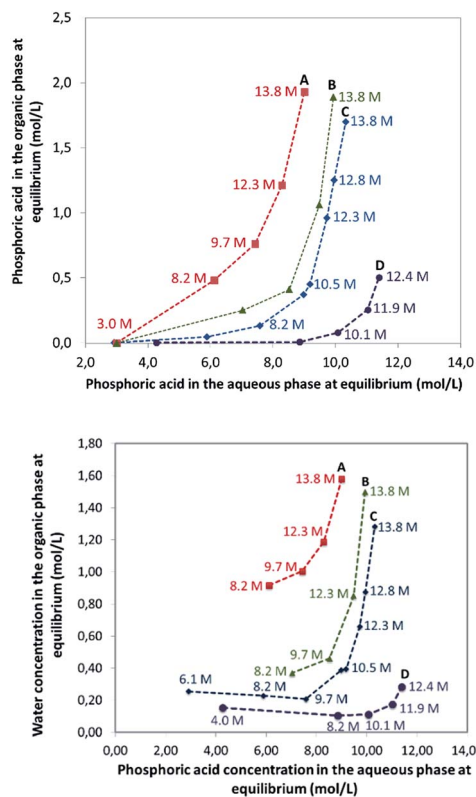 Phosphoric acid in the organic phase at
equilibrium (mol/L)
2,5
2,0
1,5
1,0
0,5
0,0
A
13.8 M
B
13.8 M
C
13.8 M
12.3 M
12.8 M
12.3 M
9.7 M
8.2 M
D
12.4 M
10.5 M
11.9 M
3.0 M
8.2 M
10.1 M
2,0 4,0 6,0 8,0 10,0 12,0 14,0
Phosphoric acid in the aqueous phase at equilibrium (mol/L)
Water concentration in the organic phase at
equilibrium (mol/L)
1,80
1,60
1,40
1,20
1,00
0,80
0,60
0,40
0,20
0,00
A
13.8 M
B
13.8 M
C
13.8 M
12.3 M
9.7 M
8.2 M
12.3 M
12.8 M
12.3 M
9.7 M
8.2 M
10.5 M
D
6.1 M
8.2 M
9.7 M
12.4 M
11.9 M
4.0 M
8.2 M
10.1 M
0,00 2,00 4,00 6,00 8,00 10,00 12,00 14,0
Phosphoric acid concentration in the aqueous phase at
equilibrium (mol/L)